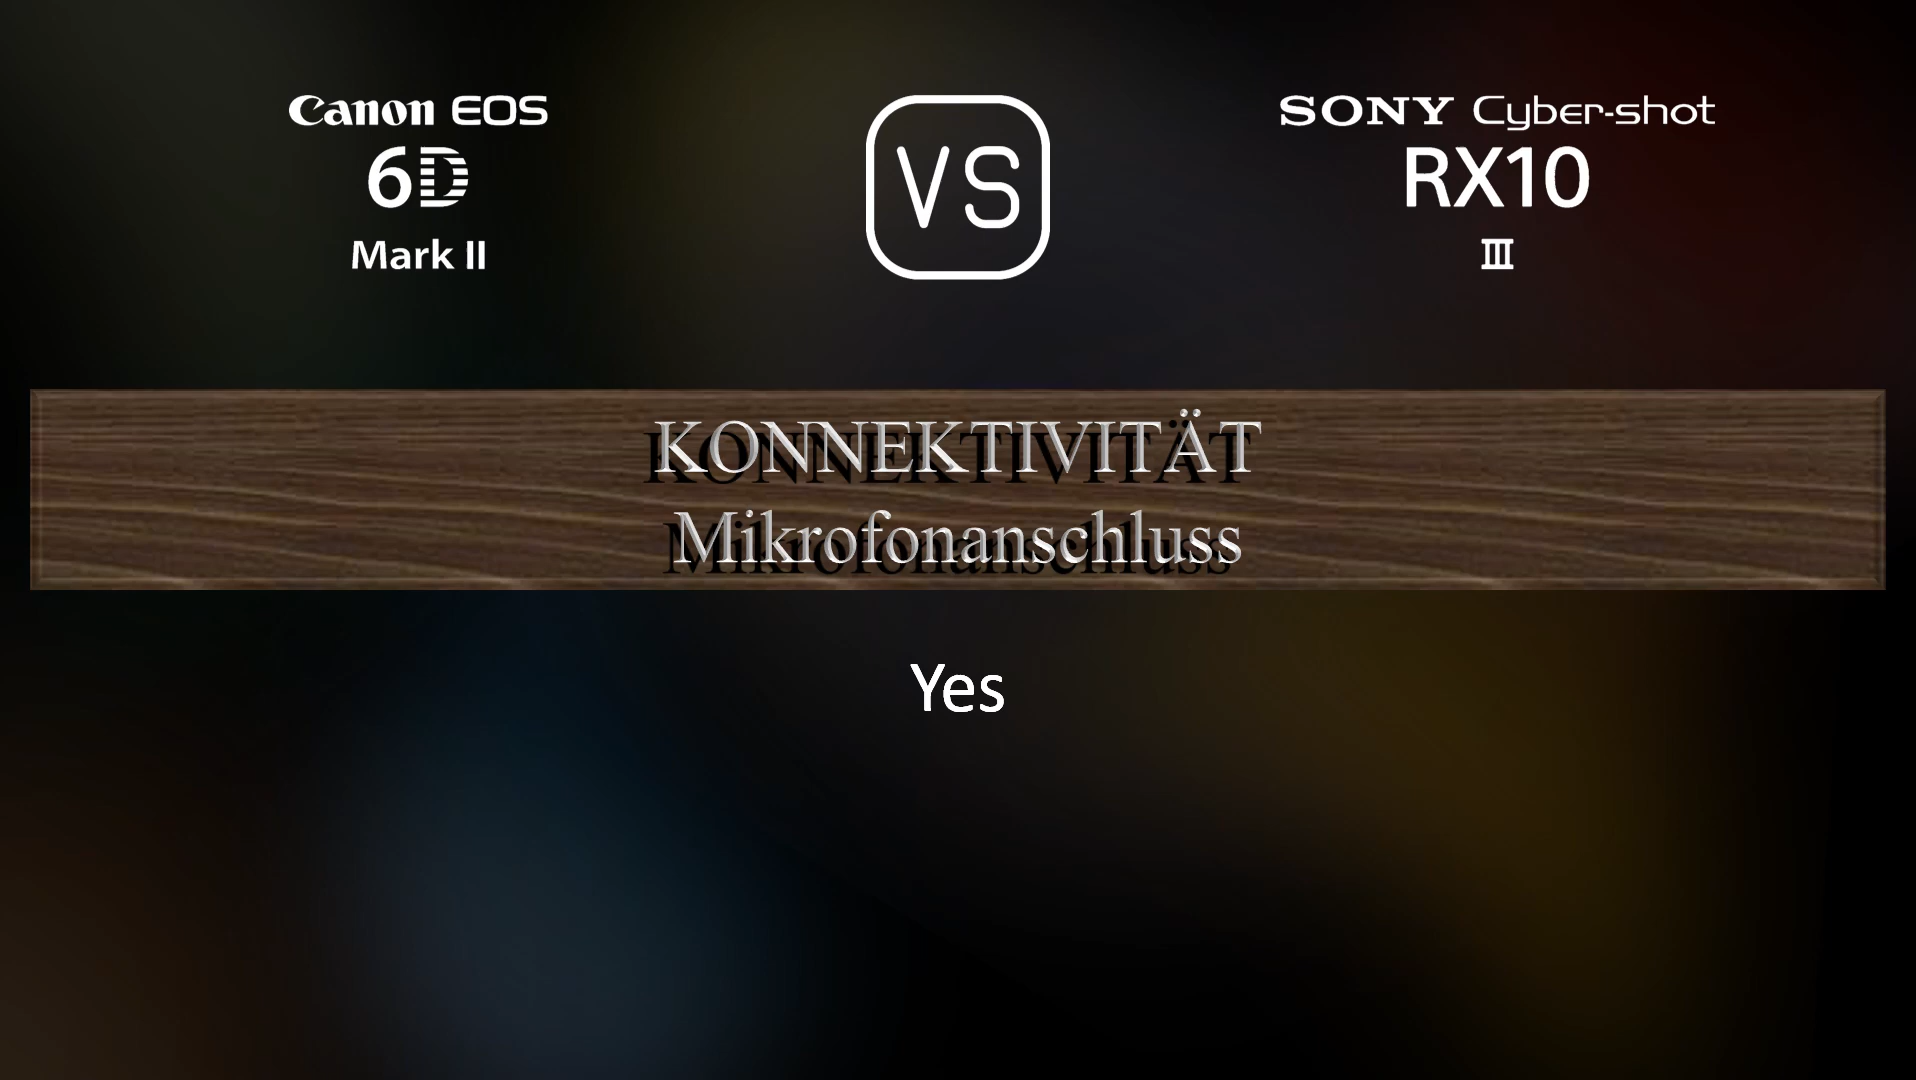 Canon EOS
6D
Mark II
VS
SONY Cyber-shot
RX10
III
KONNEKTIVITÄT
Mikrofonanschluss
Yes